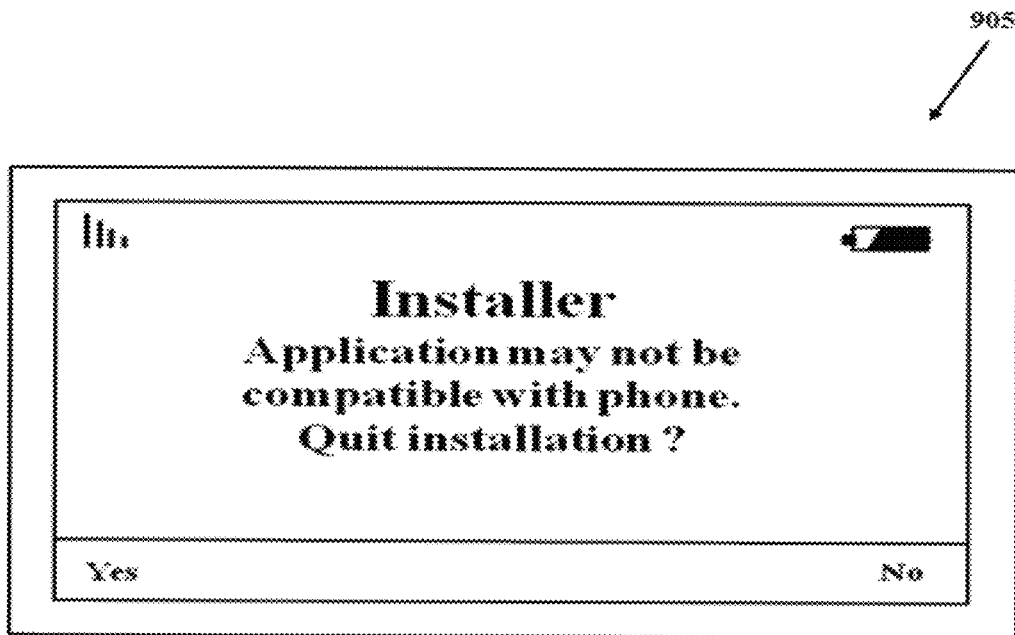 905
Installer
Application may not be
compatible with phone.
Quit installation ?
Yes No